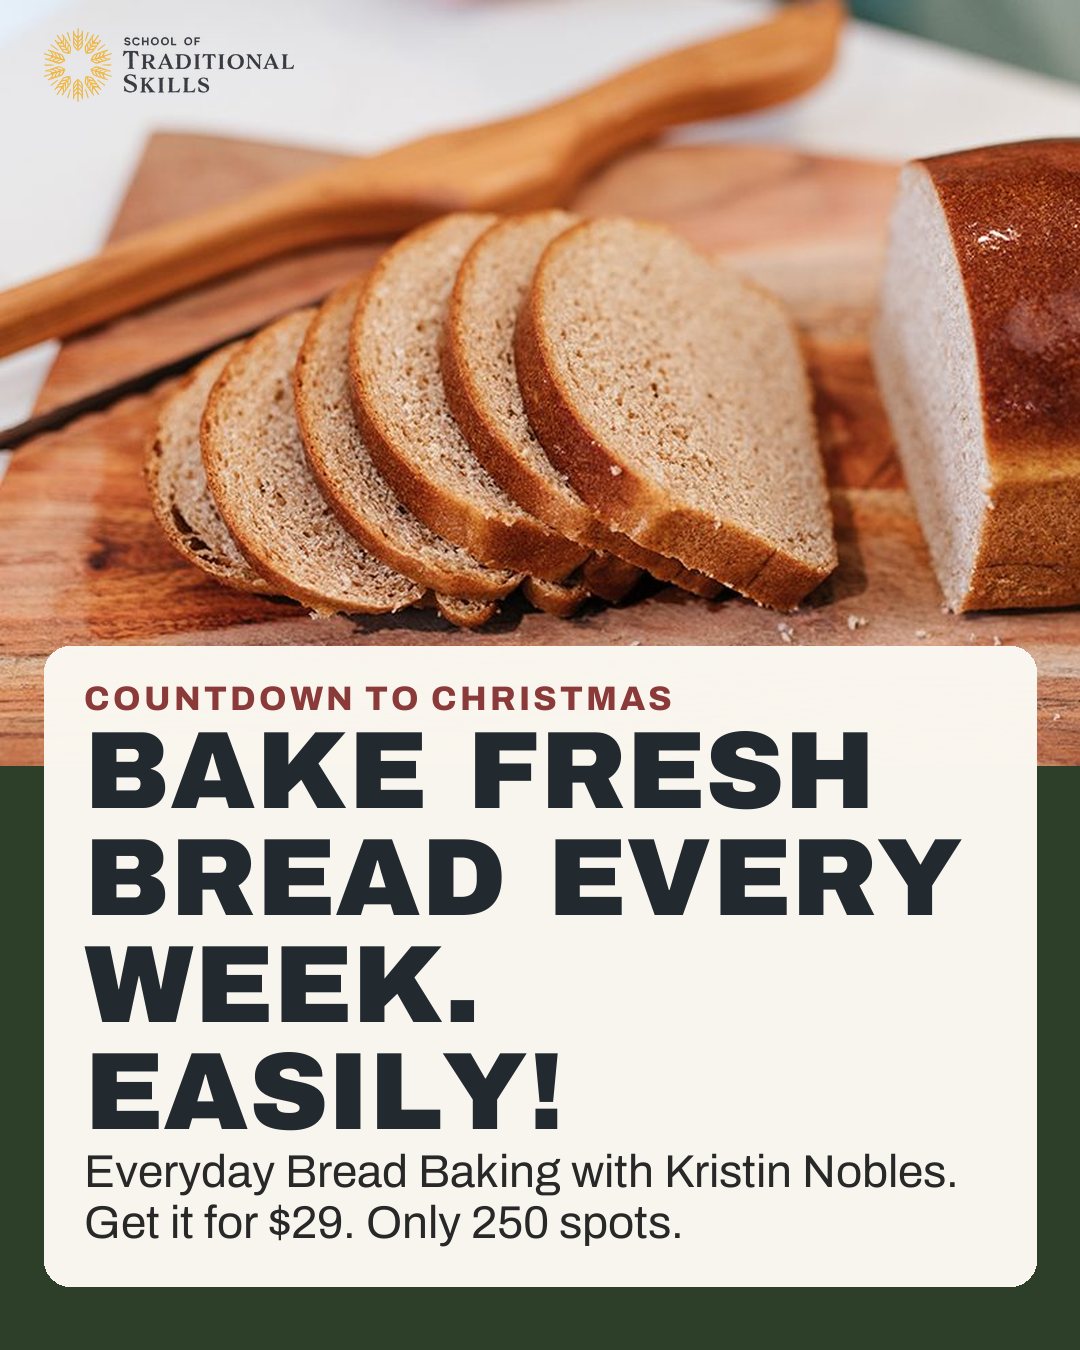 SCHOOL OF
TRADITIONAL
SKILLS
COUNTDOWN TO CHRISTMAS
BAKE FRESH
BREAD EVERY
WEEK.
EASILY!
Everyday Bread Baking with Kristin Nobles.
Get it for $29. Only 250 spots.